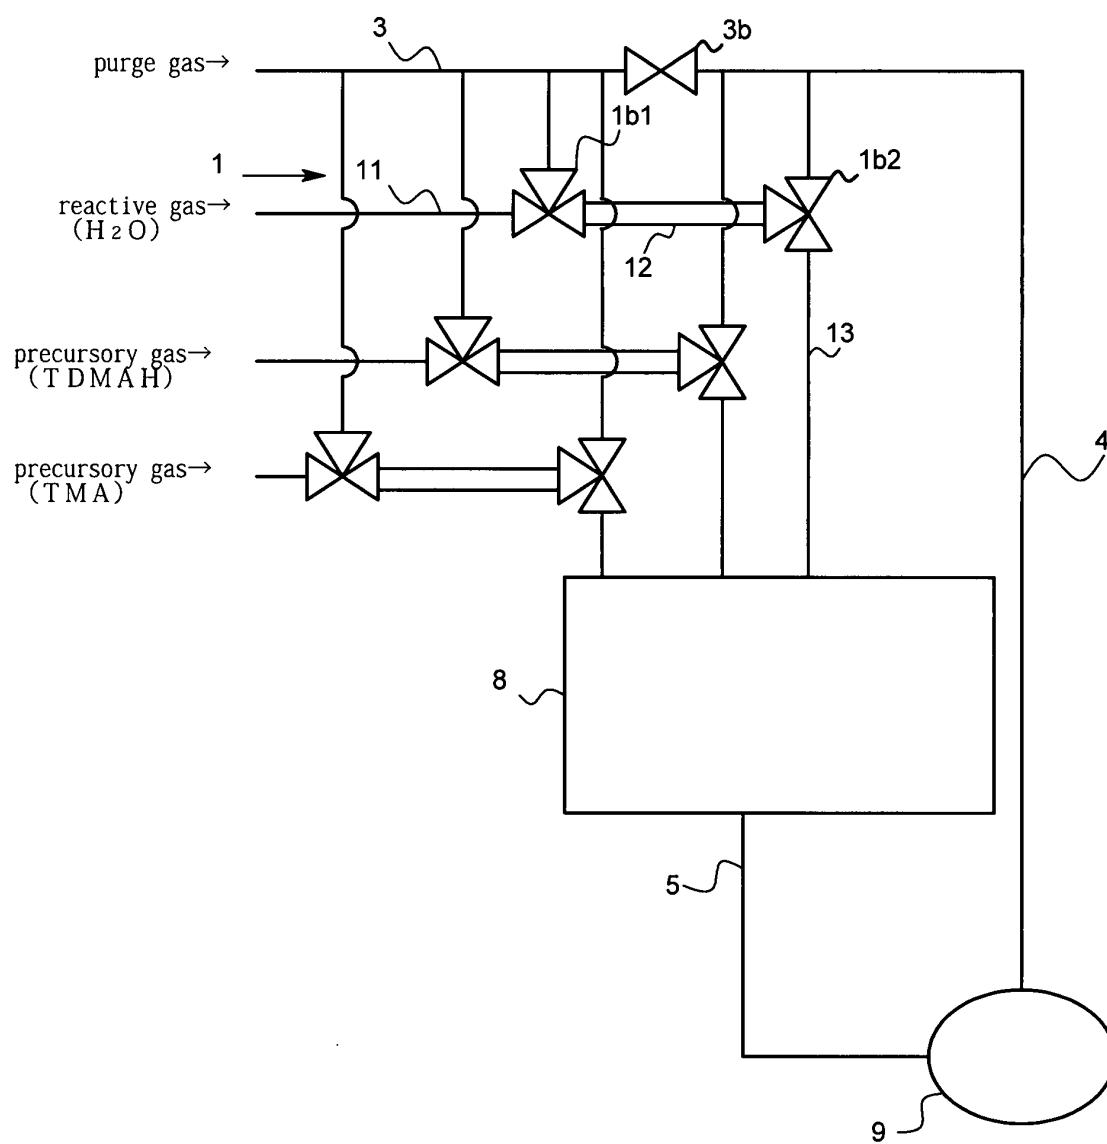 3
3b
purge gas→
1b1
1b2
1
11
reactive gas→
(H2O)
12
13
precursory gas→
(TDMAH)
4
precursory gas→
(TMA)
8
5
9